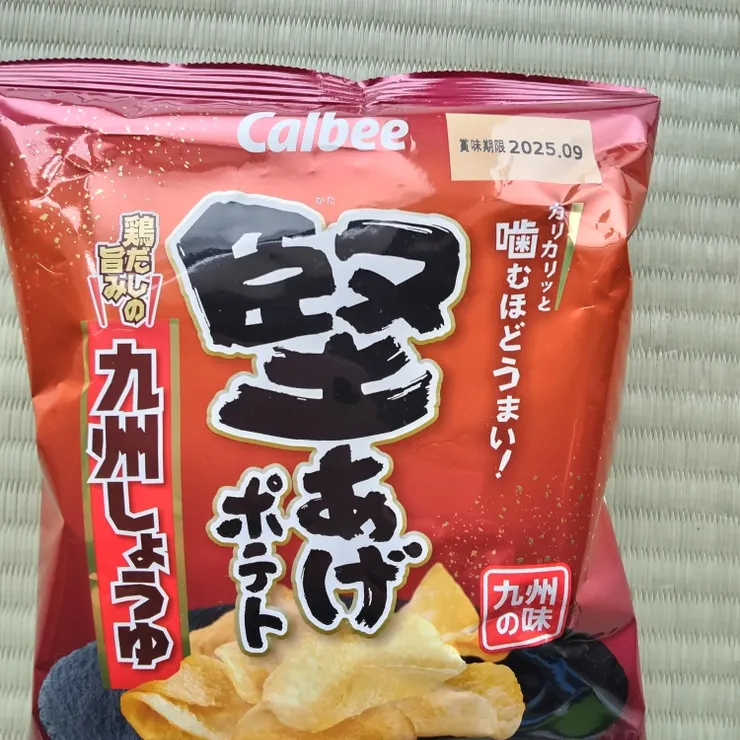 Calbee
賞味期限 2025.09
カリカリッと
噛むほどうまい!
かた
堅あげ
ポテト
鶏だしの
旨み
九州しょうゆ
九州
の味